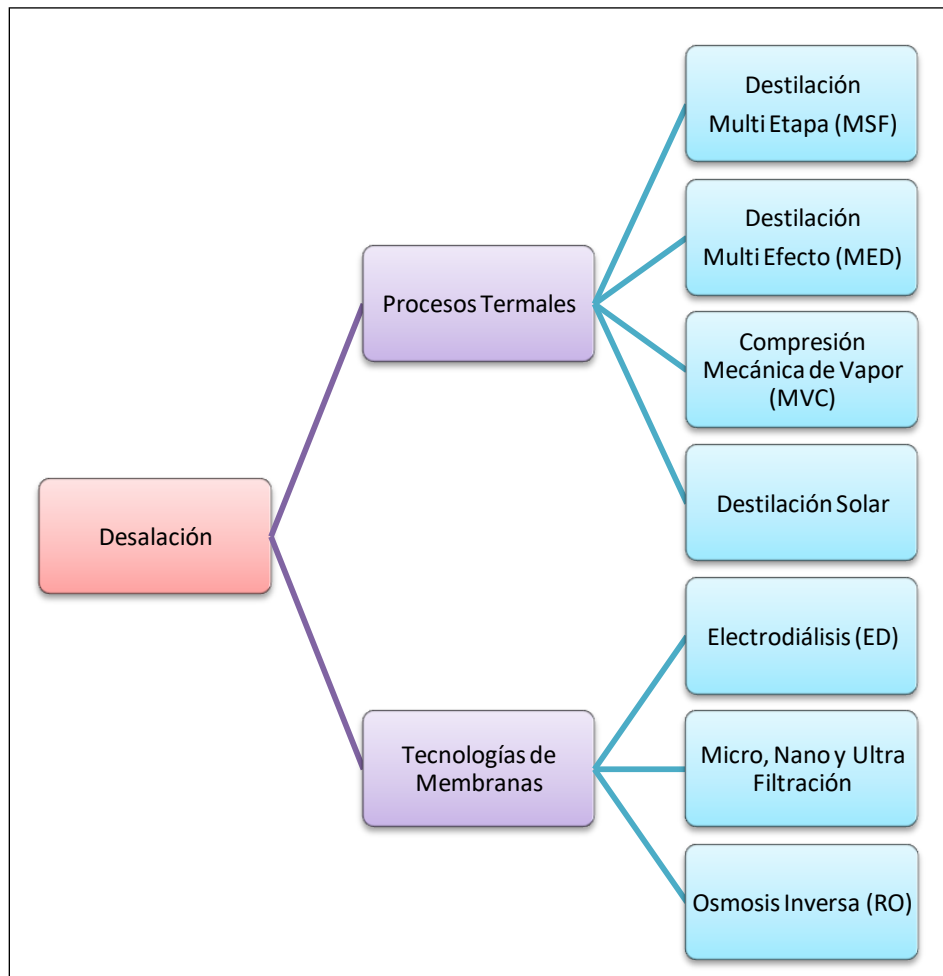 Destilación
Multi Etapa (MSF)
Destilación
Multi Efecto (MED)
Procesos Termales
Compresión
Mecánica de Vapor
(MVC)
Destilación Solar
Desalación
Electrodiálisis (ED)
Tecnologías de
Membranas
Micro, Nano y Ultra
Filtración
Osmosis Inversa (RO)